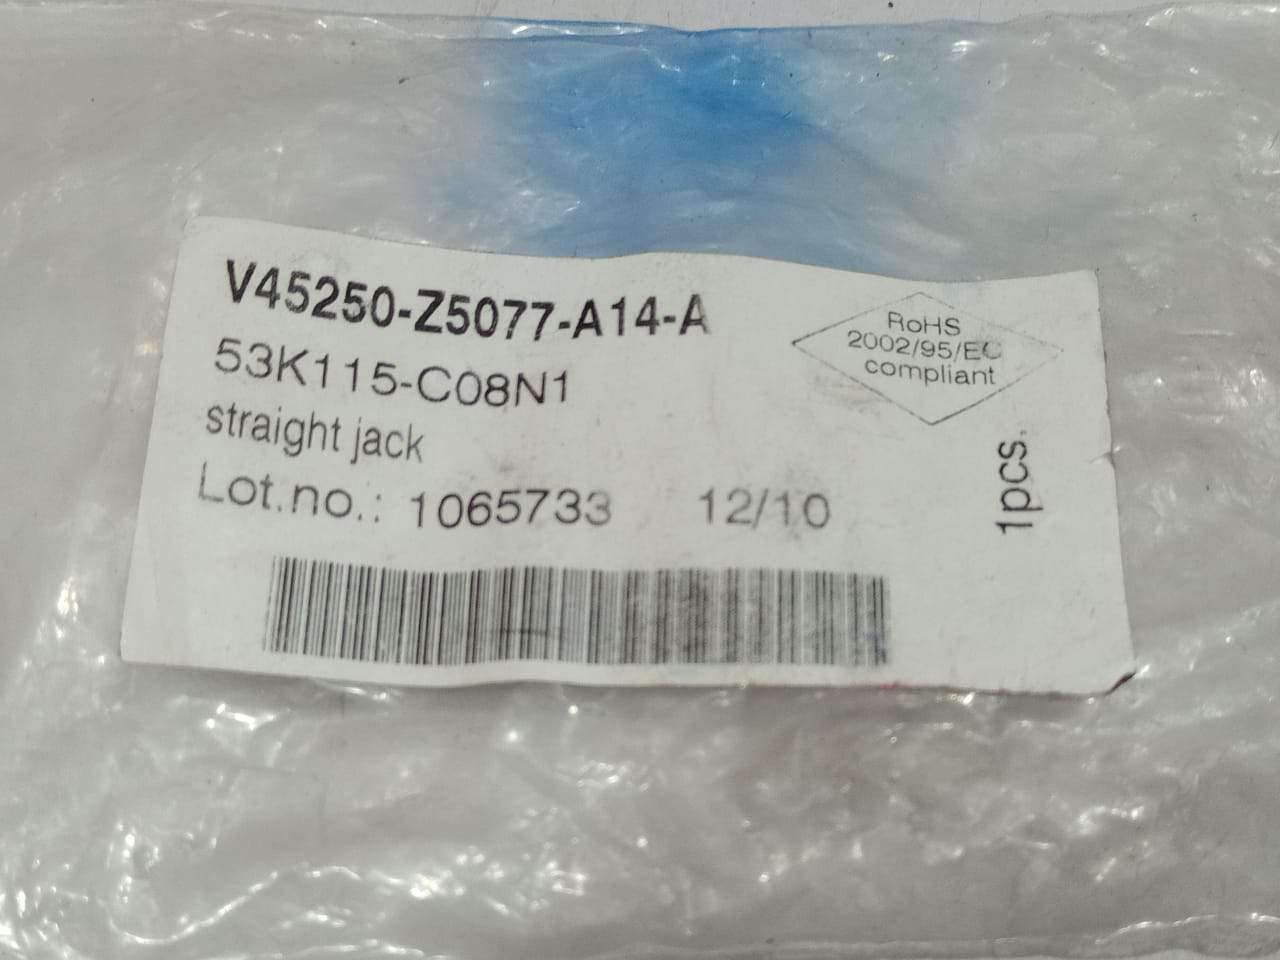 V45250-Z5077-A14-A
53K115-C08N1
straight jack
Lot.no.: 1065733 12/10
RoHS
2002/95/EC
compliant
1pcs.